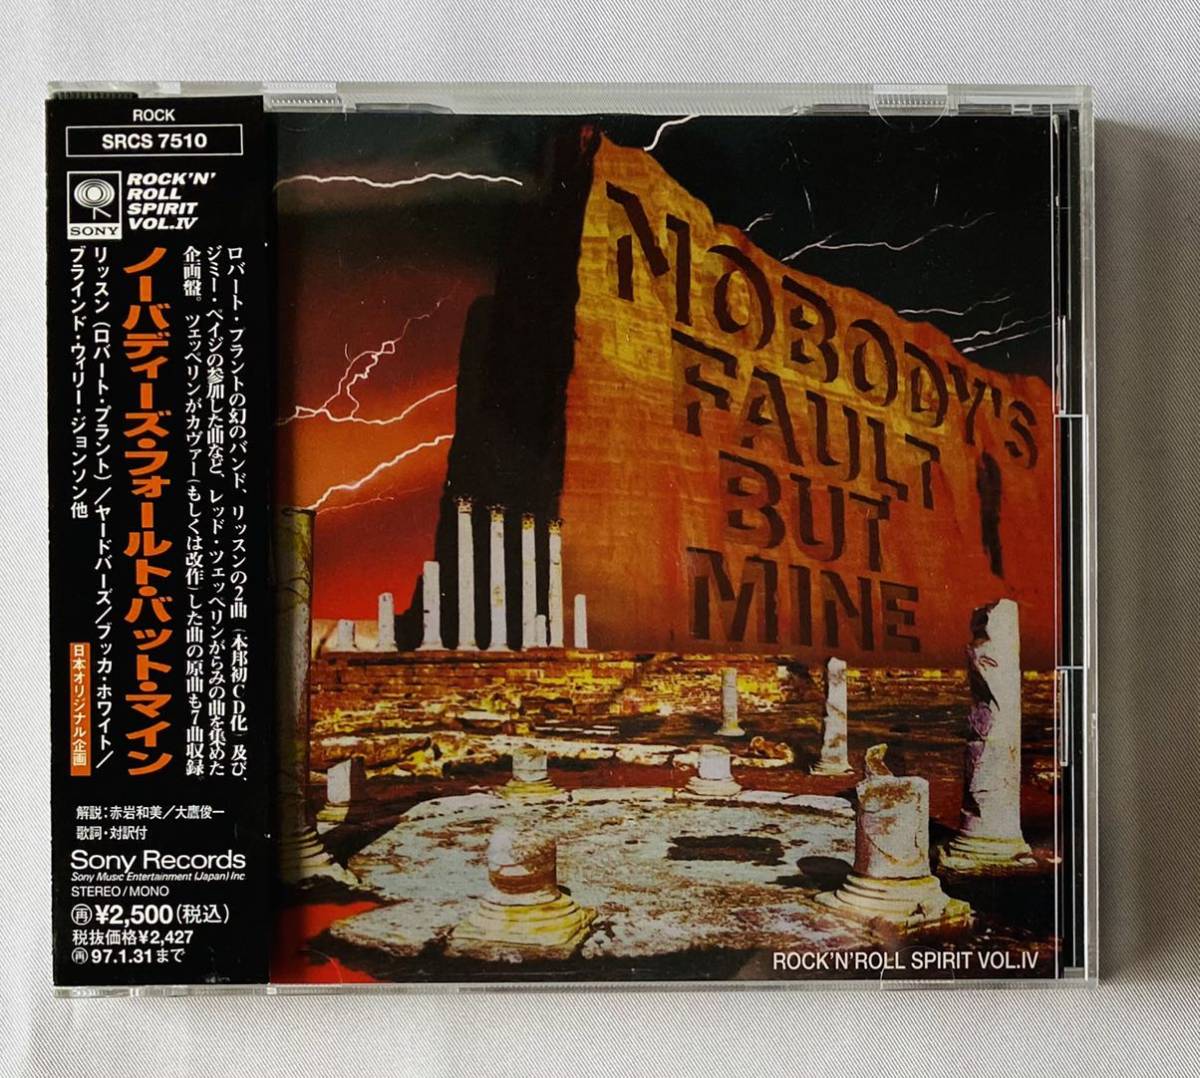 ROCK
SRCS 7510
SONY
ROCK'N'
ROLL
SPIRIT
VOL.IV
ロバート・プラントの幻のバンド、リッスンの2曲(本邦初CD化)及び、
ジミー・ペイジの参加した曲など、レッド・ツェッペリンがらみの曲を集めた
企画盤。ツェッペリンがカヴァー(もしくは改作)した曲の原曲も7曲収録。
ノーバディーズ・フォールト・バット・マイン
リッスン(ロバート・プラント)/ヤードバーズ/ブッカ・ホワイト/
ブラインド・ウィリー・ジョンソン他
日本オリジナル企画
解説:赤岩和美/大鷹俊一
歌詞・対訳付
Sony Records
Sony Music Entertainment (Japan) Inc
STEREO/MONO
再¥2,500(税込)
税抜価格¥2,427
再97.1.31まで
NOBODY'S
FAULT
BUT
MINE
ROCK'N'ROLL SPIRIT VOL.IV